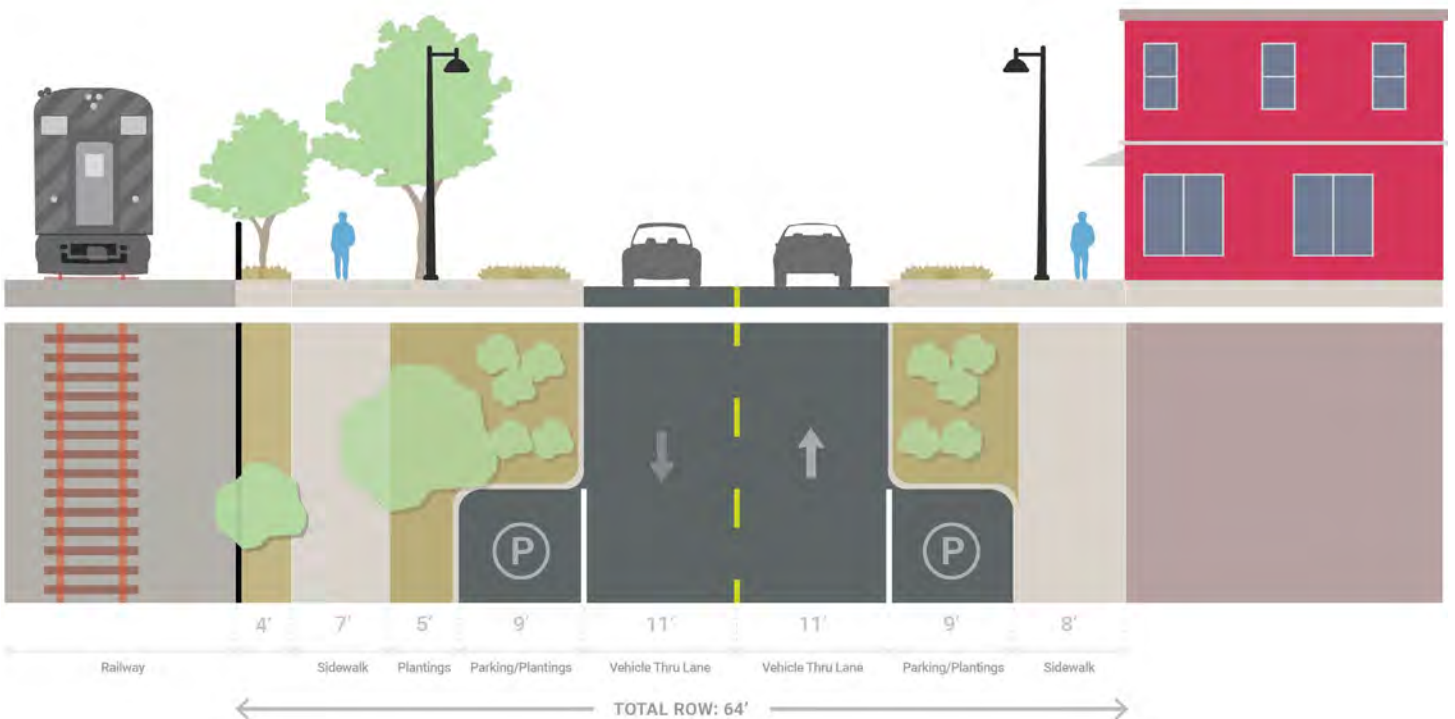 P
P
4' 7' 5' 9' 11' 11' 9' 8'
Railway Sidewalk Plantings Parking/Plantings Vehicle Thru Lane Vehicle Thru Lane Parking/Plantings Sidewalk
TOTAL ROW: 64'